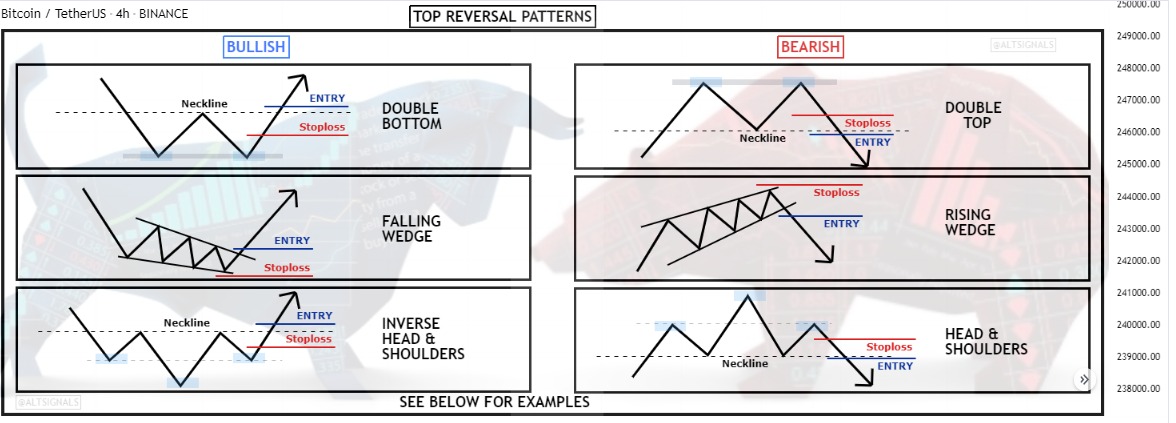 Bitcoin / TetherUS · 4h · BINANCE
TOP REVERSAL PATTERNS
BULLISH
BEARISH
@ALTSIGNALS
Neckline
ENTRY
Stoploss
DOUBLE
BOTTOM
Neckline
Stoploss
ENTRY
DOUBLE
TOP
ENTRY
Stoploss
FALLING
WEDGE
Stoploss
ENTRY
RISING
WEDGE
Neckline
ENTRY
Stoploss
INVERSE
HEAD &
SHOULDERS
Neckline
Stoploss
ENTRY
HEAD &
SHOULDERS
@ALTSIGNALS
SEE BELOW FOR EXAMPLES
250000.00
249000.00
248000.00
247000.00
246000.00
245000.00
244000.00
243000.00
242000.00
241000.00
240000.00
239000.00
238000.00